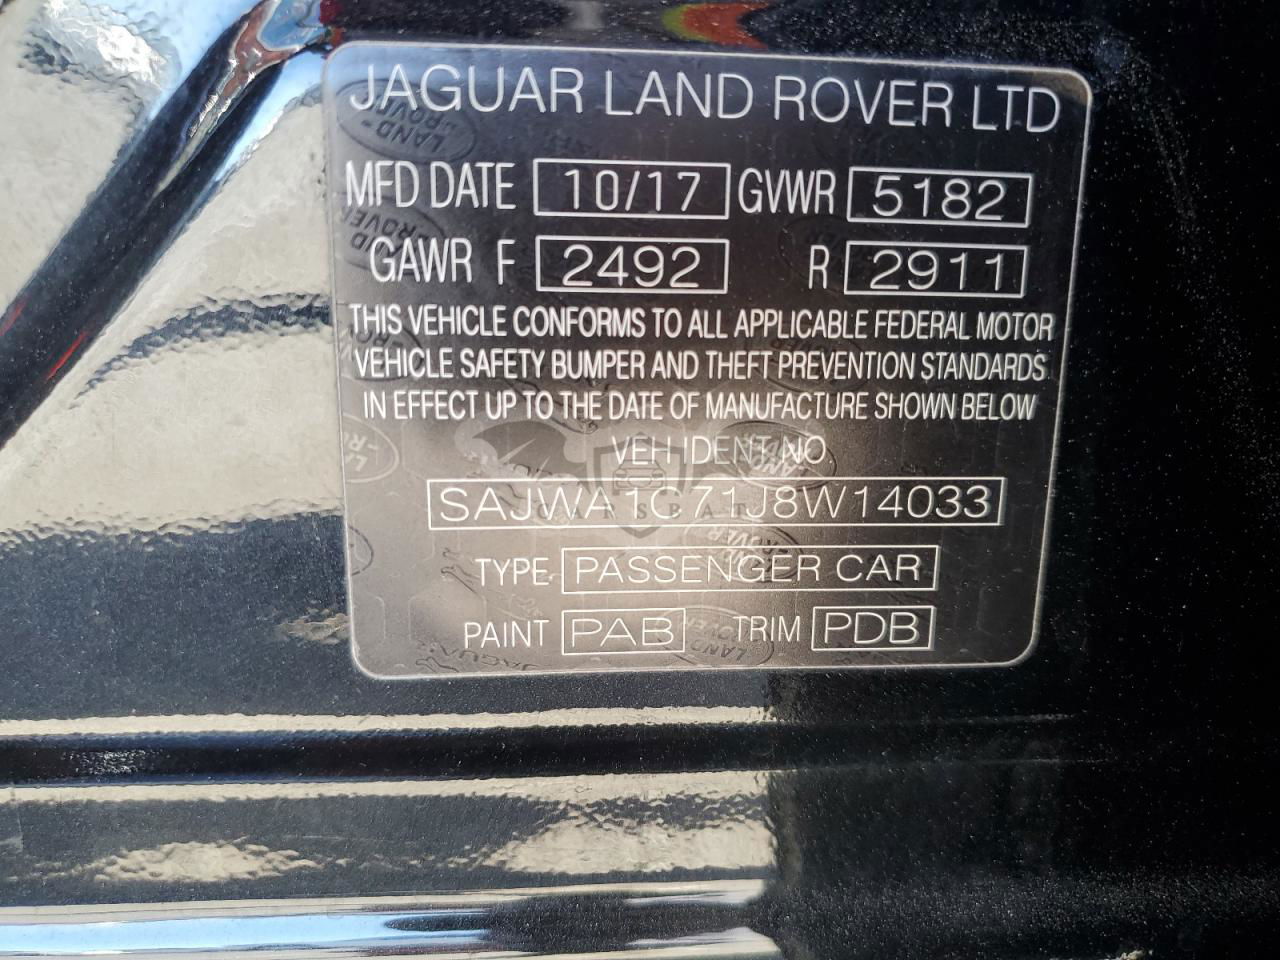 JAGUAR LAND ROVER LTD
MFD DATE 10/17 GVWR 5182
GAWR F 2492 R 2911
THIS VEHICLE CONFORMS TO ALL APPLICABLE FEDERAL MOTOR
VEHICLE SAFETY BUMPER AND THEFT PREVENTION STANDARDS
IN EFFECT UP TO THE DATE OF MANUFACTURE SHOWN BELOW
VEH IDENT NO.
SAJWA1C71J8W14033
CARSBAT
TYPE PASSENGER CAR
PAINT PAB TRIM PDB